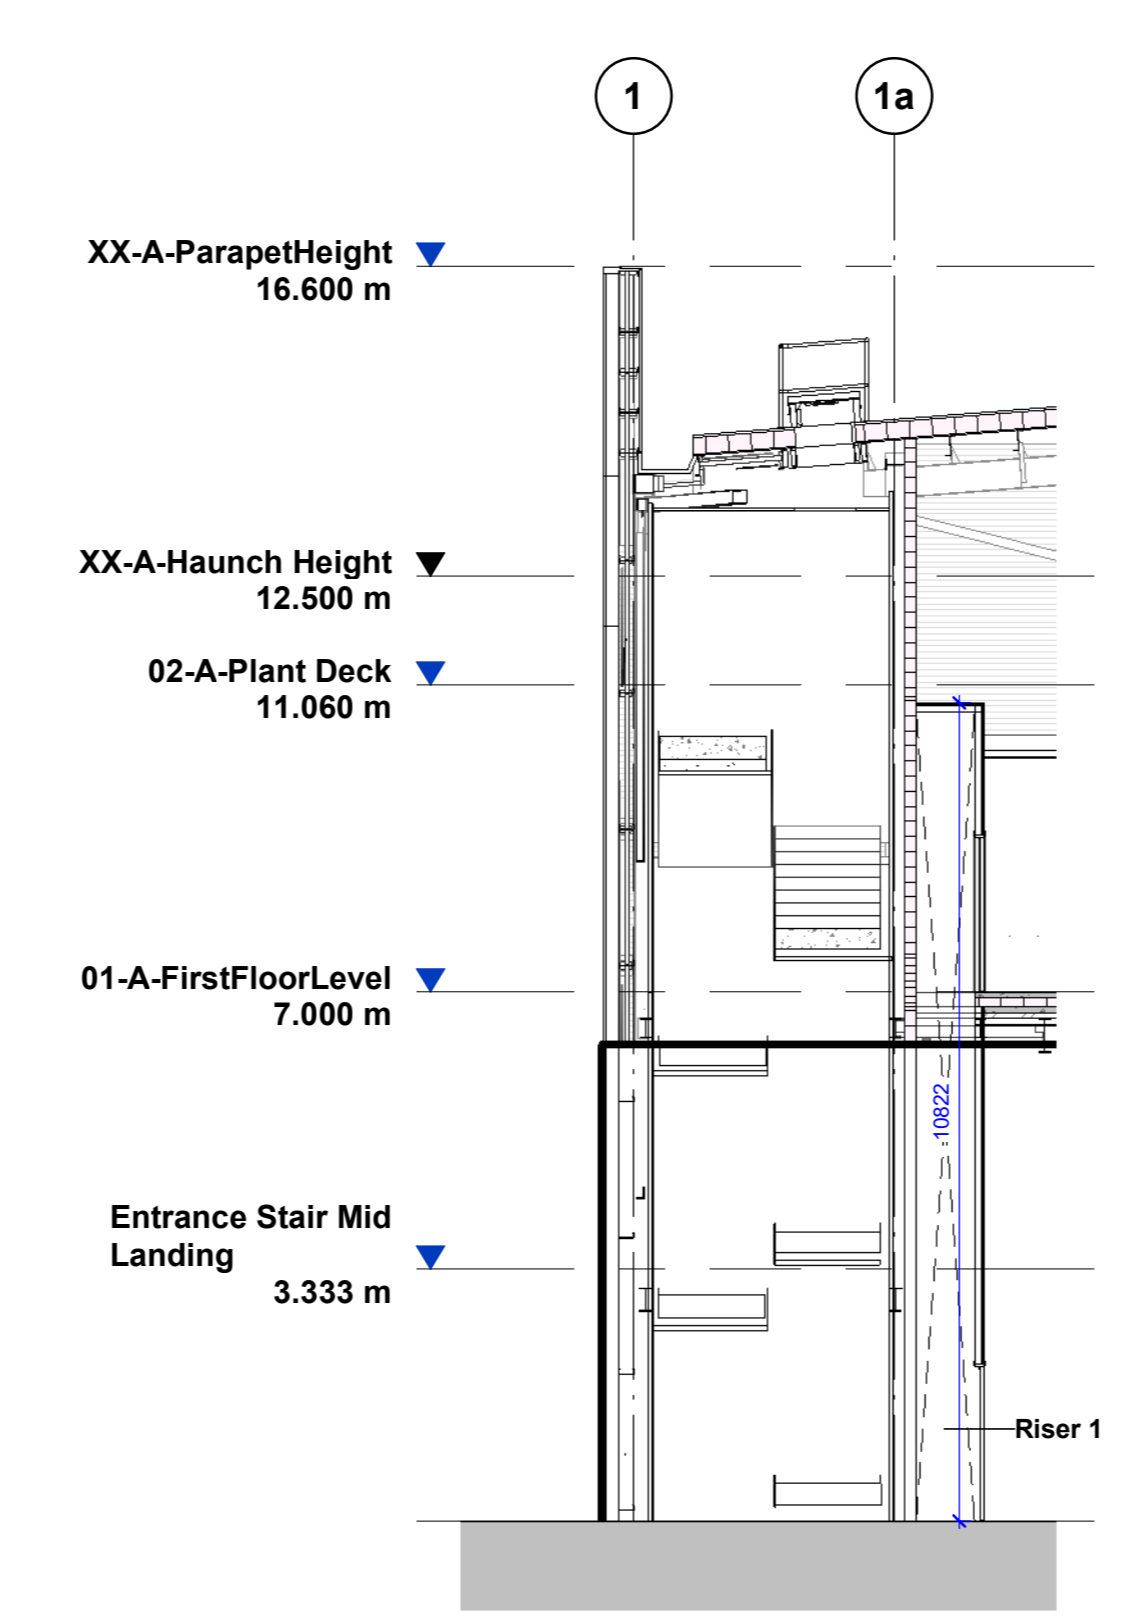 1
1a
XX-A-ParapetHeight
16.600 m
XX-A-Haunch Height
12.500 m
02-A-Plant Deck
11.060 m
01-A-FirstFloorLevel
7.000 m
10822
Entrance Stair Mid
Landing
3.333 m
Riser 1